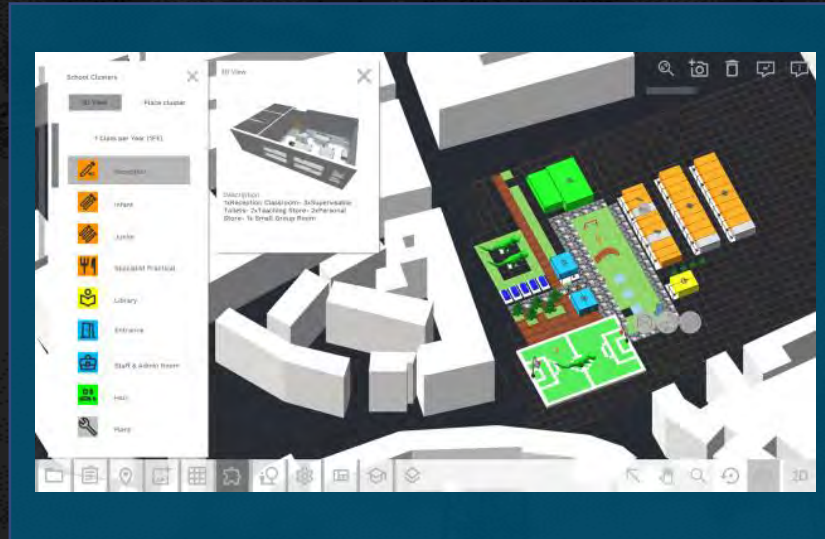 School Clusters
3D View
Place cluster
1 Class per Year (1FE)
Reception
Infant
Junior
Specialist Practical
Library
Entrance
Staff & Admin Room
Hall
Plant
3D View
Description
1xReception Classroom- 3xSupervisable
Toilets- 2xTeaching Store- 2xPersonal
Store- 1x Small Group Room
2D